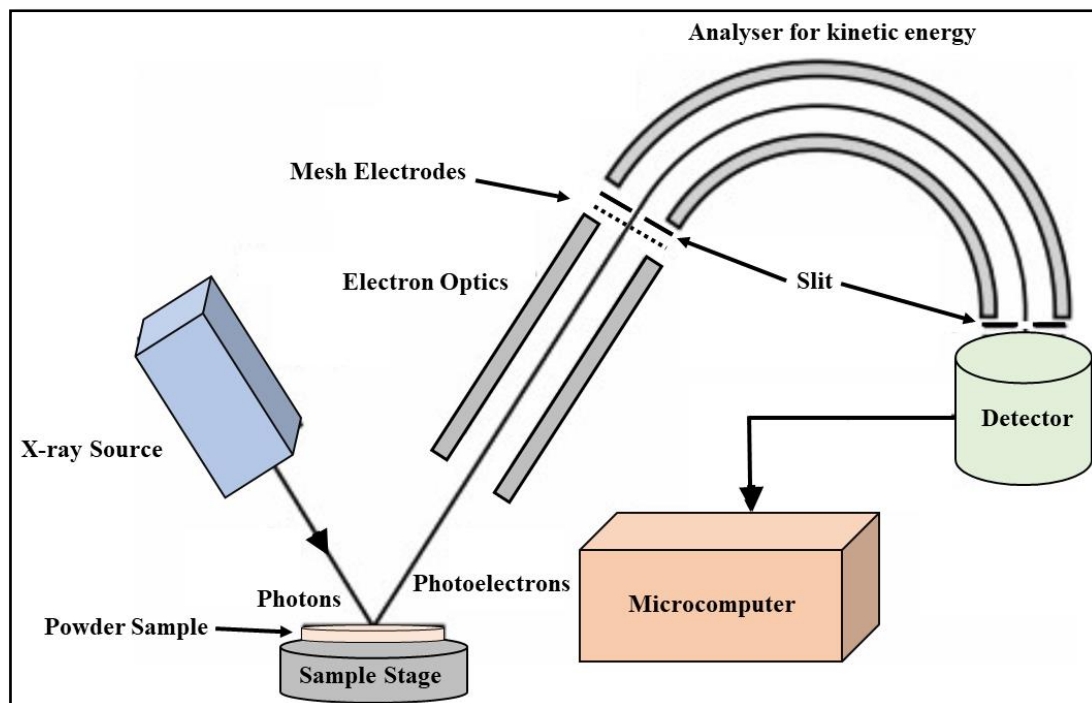 Analyser for kinetic energy
Mesh Electrodes
Electron Optics
Slit
X-ray Source
Detector
Photons
Photoelectrons
Microcomputer
Powder Sample
Sample Stage